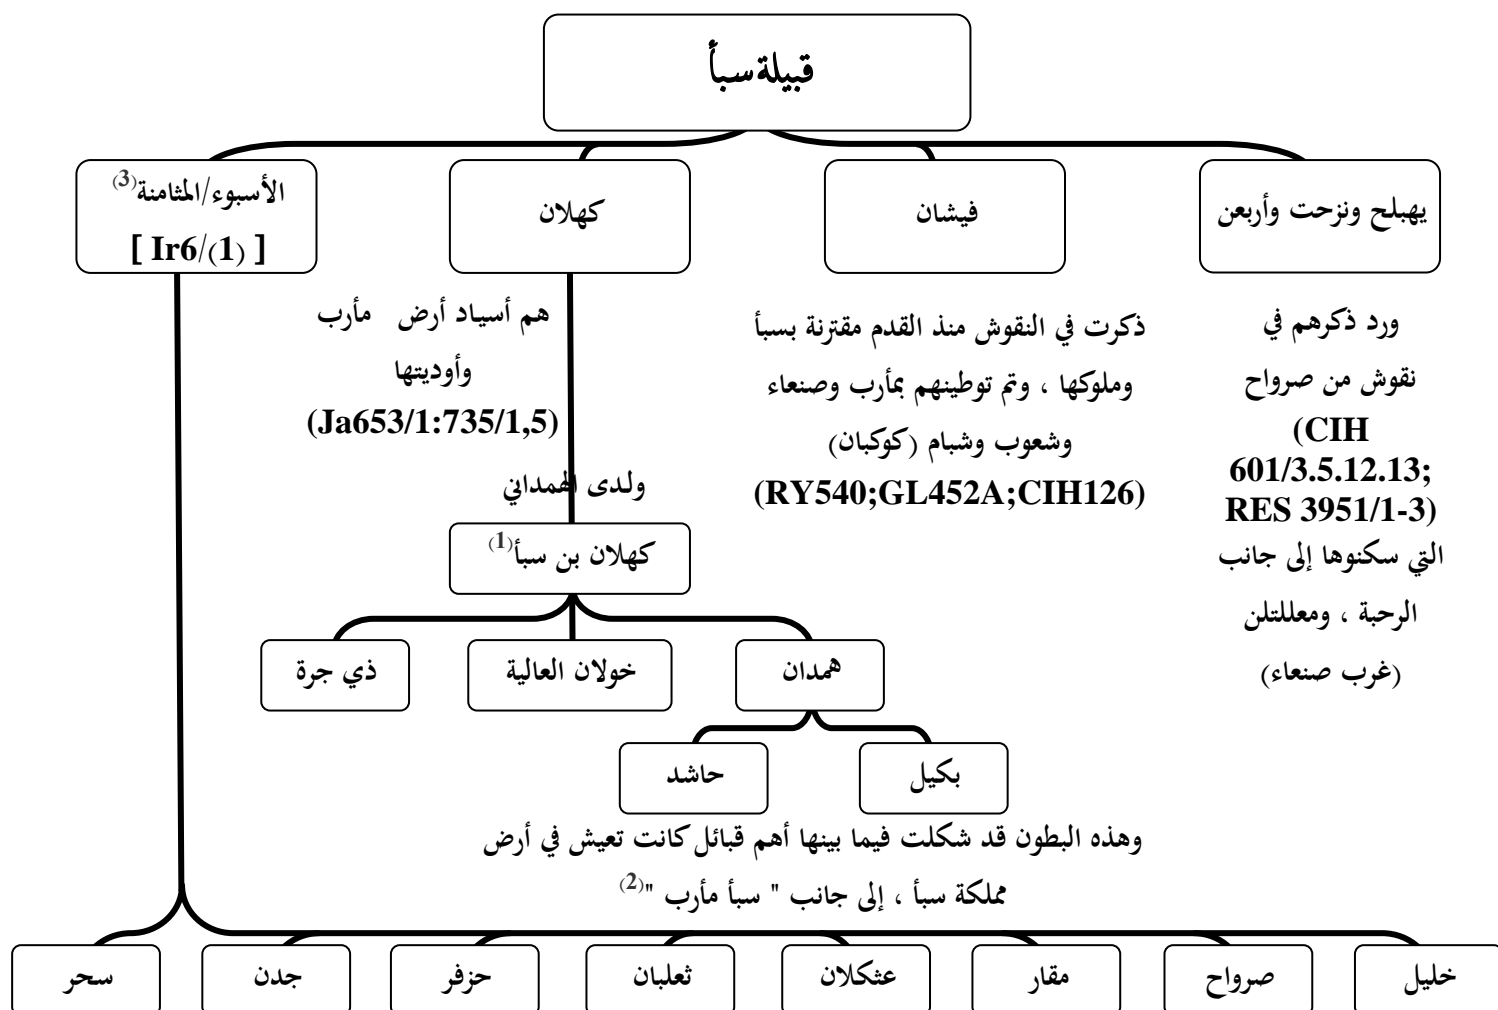 قبيلة سبأ
يهبلح ونزحت وأربعن
فيشان
كهلان
الأسبوء/المثامنة(3)
[ Ir6/(1) ]
ورد ذكرهم في
نقوش من صرواح
(CIH
601/3.5.12.13;
RES 3951/1-3)
التي سكنوها إلى جانب
الرحبة ، ومعللتلن
(غرب صنعاء)
ذكرت في النقوش منذ القدم مقترنة بسبأ
وملوكها ، وتم توطينهم بمأرب وصنعاء
وشعوب وشبام (كوكبان)
(RY540;GL452A;CIH126)
هم أسياد أرض مأرب
وأوديتها
(Ja653/1:735/1,5)
ولدى الهمداني
كهلان بن سبأ(1)
همدان
خولان العالية
ذي جرة
بكيل
حاشد
وهذه البطون قد شكلت فيما بينها أهم قبائل كانت تعيش في أرض
مملكة سبأ ، إلى جانب " سبأ مأرب "(2)
خليل
صرواح
مقار
عثكلان
ثعلبان
حزفر
جدن
سحر